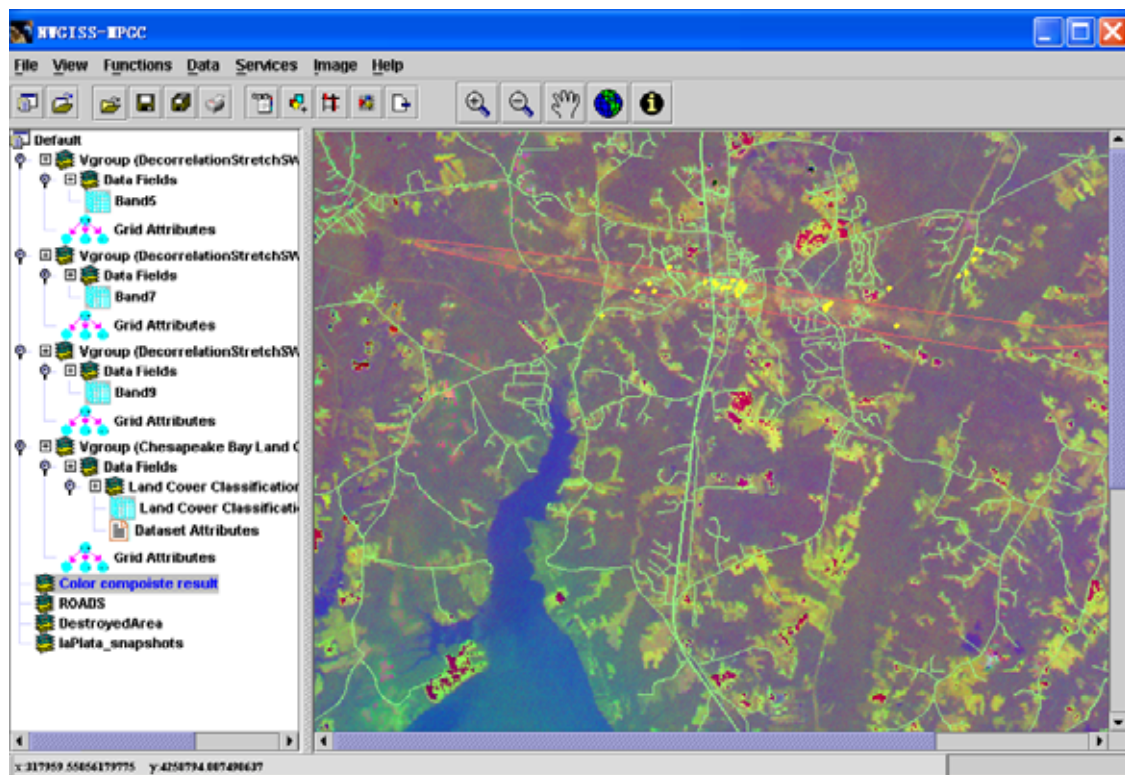 NWGISS-MPGC
File View Functions Data Services Image Help
Default
Vgroup (DecorrelationStretchSW
Data Fields
Band5
Grid Attributes
Vgroup (DecorrelationStretchSW
Data Fields
Band7
Grid Attributes
Vgroup (DecorrelationStretchSW
Data Fields
Band9
Grid Attributes
Vgroup (Chesapeake Bay Land C
Data Fields
Land Cover Classification
Land Cover Classificati
Dataset Attributes
Grid Attributes
Color compoiste result
ROADS
DestroyedArea
laPlata_snapshots
x:317959.55056179775 y:4250794.007490637